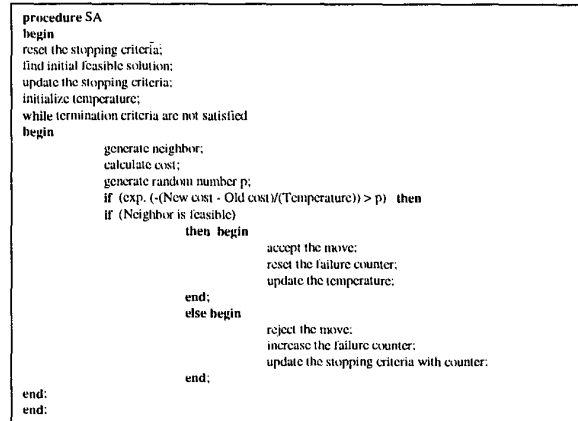 procedure SA
begin
reset the stopping criteria;
find initial feasible solution;
update the stopping criteria;
initialize temperature;
while termination criteria are not satisfied
begin
generate neighbor;
calculate cost;
generate random number p;
if (exp. (-(New cost - Old cost)/(Temperature)) > p) then
if (Neighbor is feasible)
then begin
accept the move;
reset the failure counter;
update the temperature;
end;
else begin
reject the move;
increase the failure counter;
update the stopping criteria with counter;
end;
end;
end;